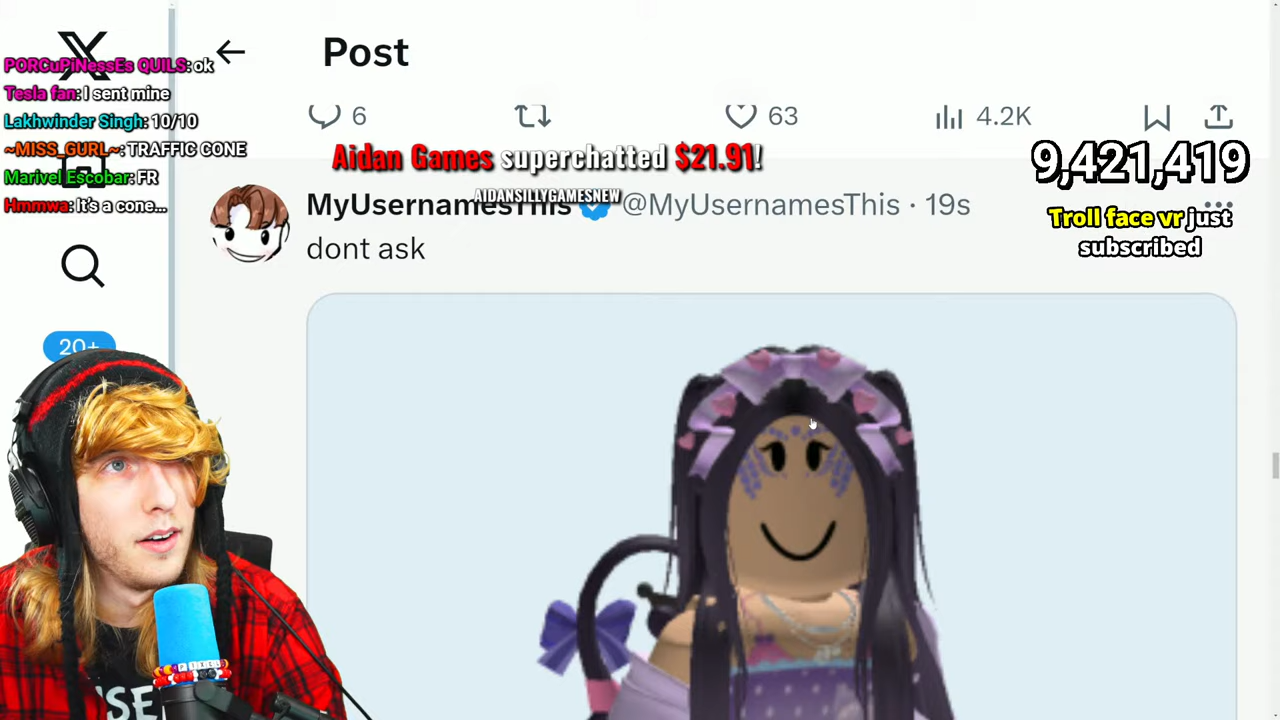 X
Post
PORCuPiNessEs QUILS: ok
Tesla fan: I sent mine
Lakhwinder Singh: 10/10
~MISS_GURL~: TRAFFIC CONE
Marivel Escobar: FR
Hmmwa: It's a cone...
6
63
4.2K
Aidan Games superchatted $21.91!
AIDANSILLYGAMESNEW
9,421,419
Troll face vr just
subscribed
MyUsernamesThis @MyUsernamesThis · 19s
dont ask
20+